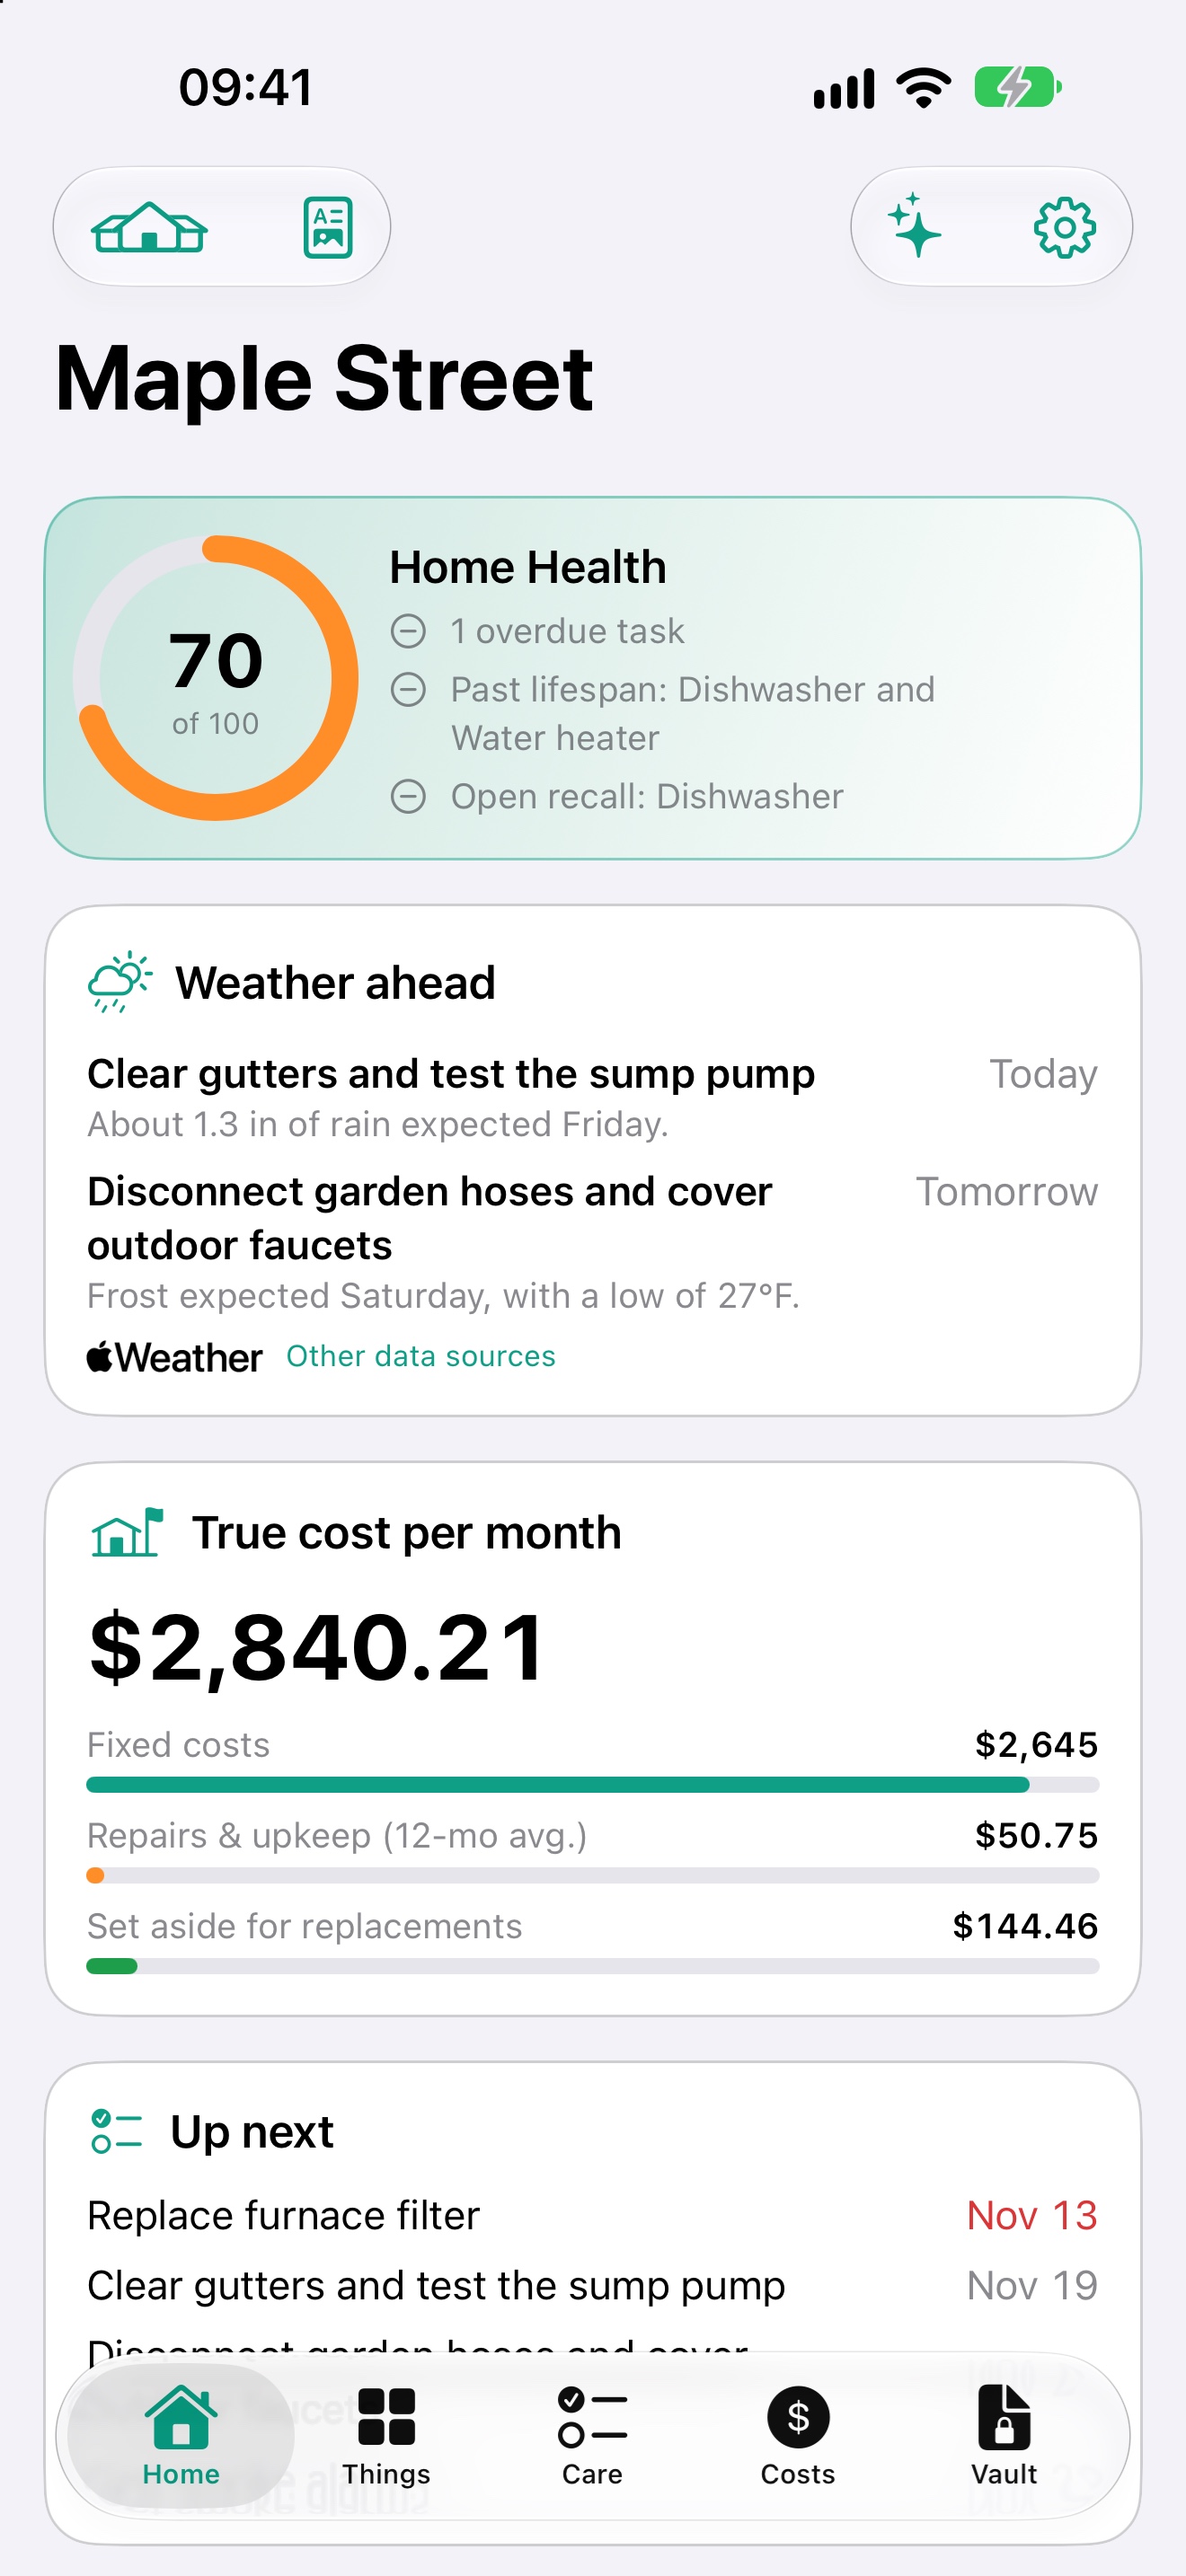 09:41
Maple Street
Home Health
70
of 100
1 overdue task
Past lifespan: Dishwasher and
Water heater
Open recall: Dishwasher
Weather ahead
Clear gutters and test the sump pump Today
About 1.3 in of rain expected Friday.
Disconnect garden hoses and cover Tomorrow
outdoor faucets
Frost expected Saturday, with a low of 27°F.
Weather Other data sources
True cost per month
$2,840.21
Fixed costs $2,645
Repairs & upkeep (12-mo avg.) $50.75
Set aside for replacements $144.46
Up next
Replace furnace filter Nov 13
Clear gutters and test the sump pump Nov 19
Disconnect garden hoses and cover
Home Things Care Costs Vault